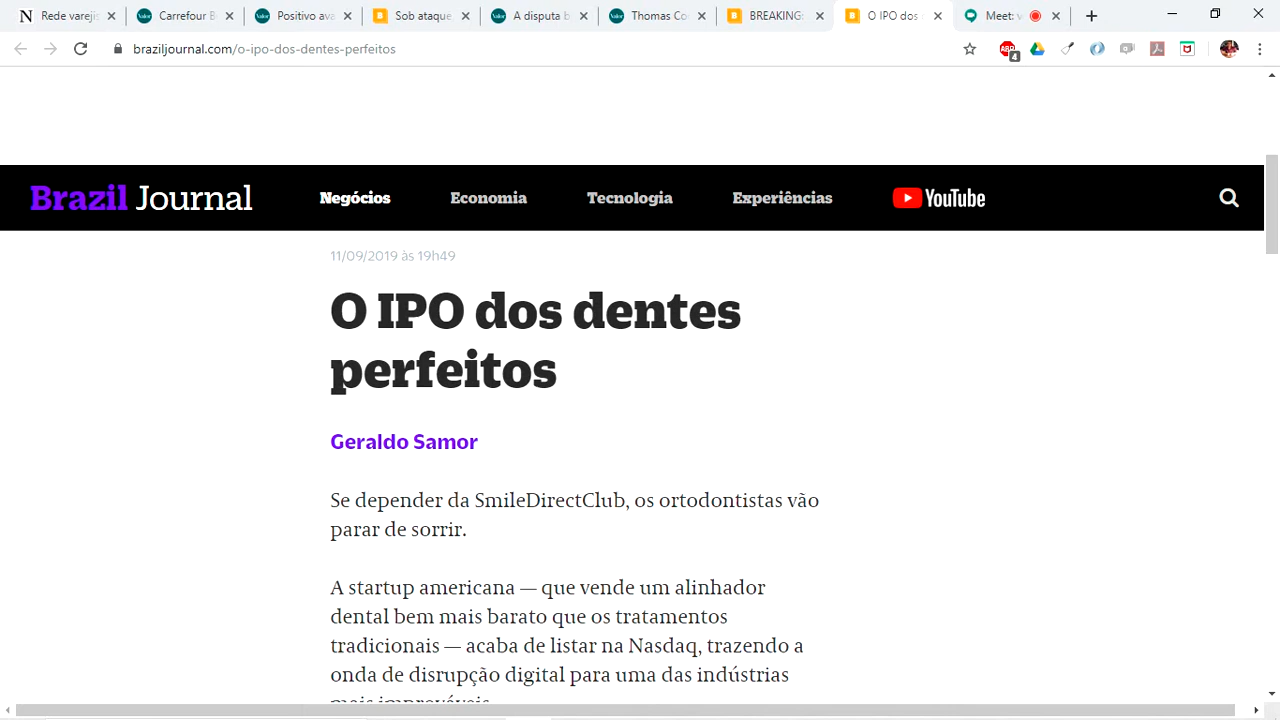 Rede varejis
Carrefour B
Positivo ava
Sob ataque
A disputa b
Thomas Co
BREAKING:
O IPO dos
Meet:
braziljournal.com/o-ipo-dos-dentes-perfeitos
ABP
4
Brazil Journal
Negócios
Economia
Tecnologia
Experiências
YouTube
11/09/2019 às 19h49
O IPO dos dentes
perfeitos
Geraldo Samor
Se depender da SmileDirectClub, os ortodontistas vão
parar de sorrir.
A startup americana — que vende um alinhador
dental bem mais barato que os tratamentos
tradicionais — acaba de listar na Nasdaq, trazendo a
onda de disrupção digital para uma das indústrias
mais improváveis